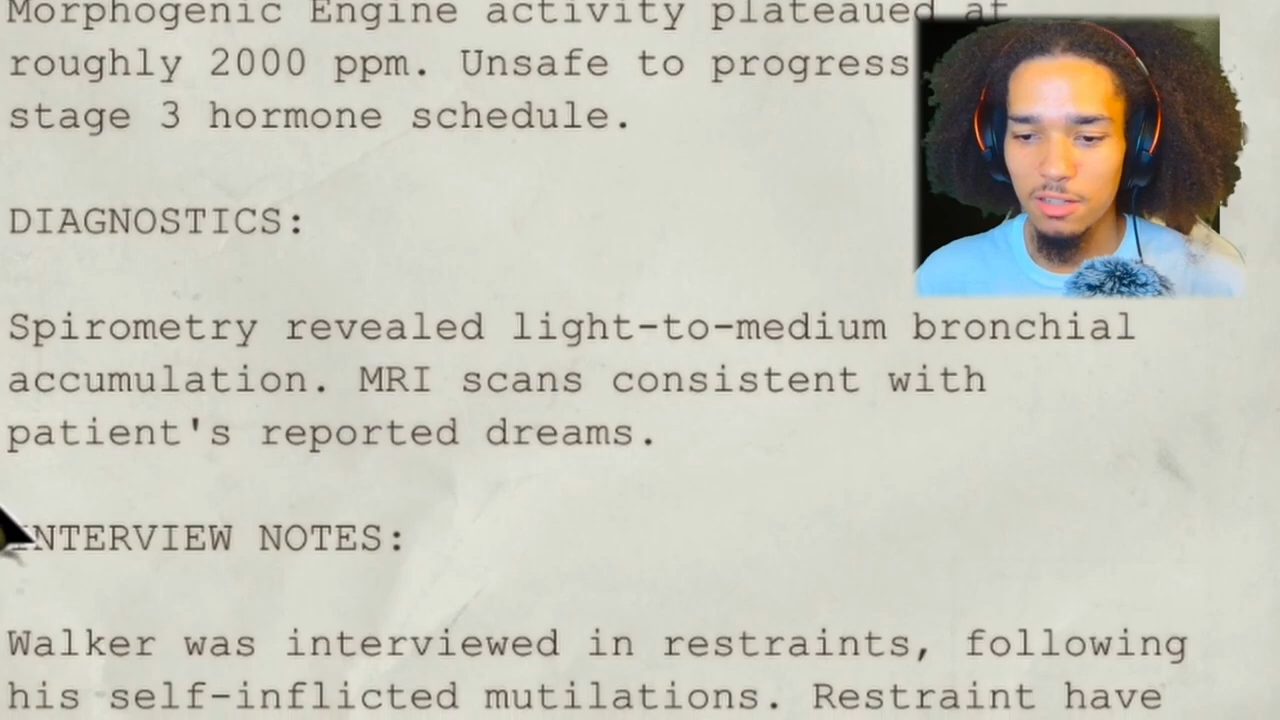 Morphogenic Engine activity plateaued at
roughly 2000 ppm. Unsafe to progress
stage 3 hormone schedule.
DIAGNOSTICS:
Spirometry revealed light-to-medium bronchial
accumulation. MRI scans consistent with
patient's reported dreams.
INTERVIEW NOTES:
Walker was interviewed in restraints, following
his self-inflicted mutilations. Restraint have